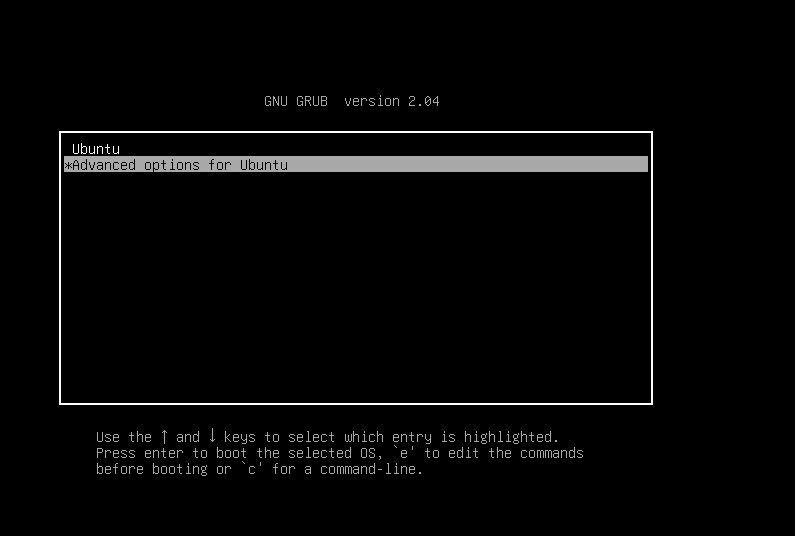 GNU GRUB  version 2.04
Ubuntu
*Advanced options for Ubuntu
Use the ↑ and ↓ keys to select which entry is highlighted.
Press enter to boot the selected OS, `e' to edit the commands
before booting or `c' for a command-line.